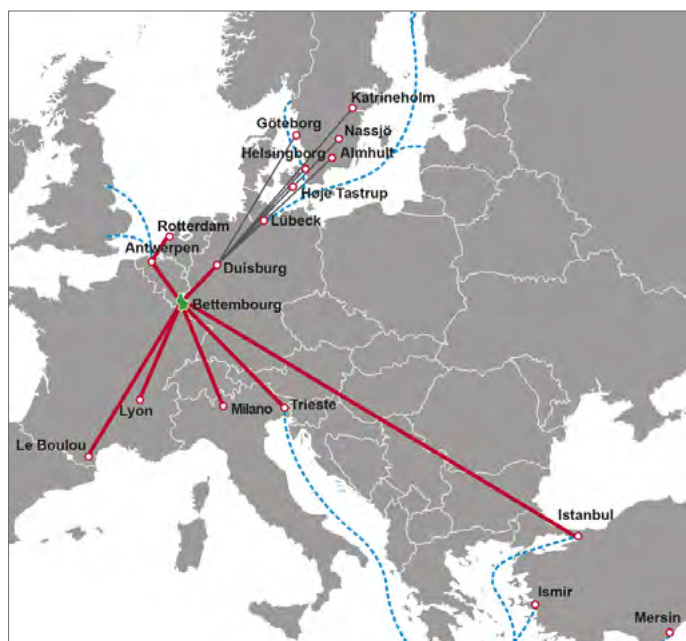 Katrineholm
Göteborg
Nassjö
Helsingborg
Almhult
Høje Tastrup
Rotterdam
Lübeck
Antwerpen
Duisburg
Bettembourg
Lyon
Milano
Trieste
Le Boulou
Istanbul
Ismir
Mersin